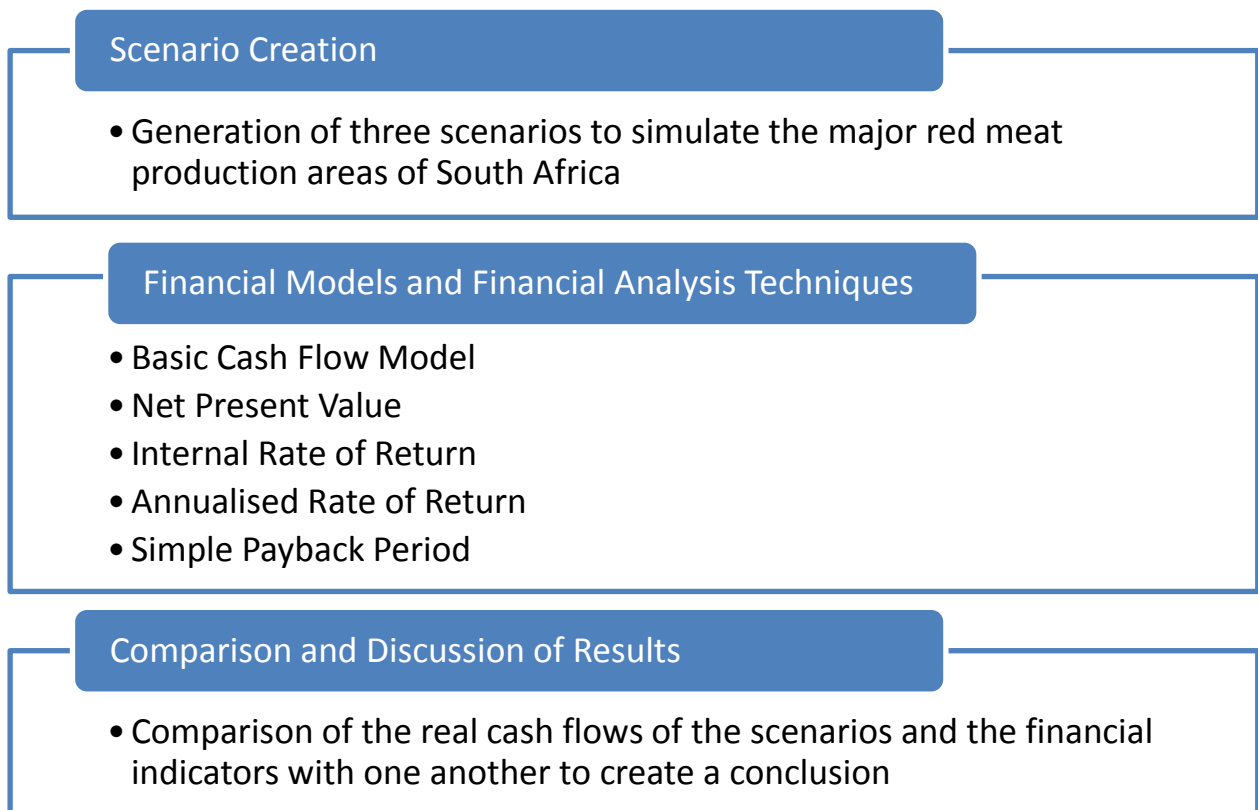 Scenario Creation
• Generation of three scenarios to simulate the major red meat
production areas of South Africa
Financial Models and Financial Analysis Techniques
• Basic Cash Flow Model
• Net Present Value
• Internal Rate of Return
• Annualised Rate of Return
• Simple Payback Period
Comparison and Discussion of Results
• Comparison of the real cash flows of the scenarios and the financial
indicators with one another to create a conclusion